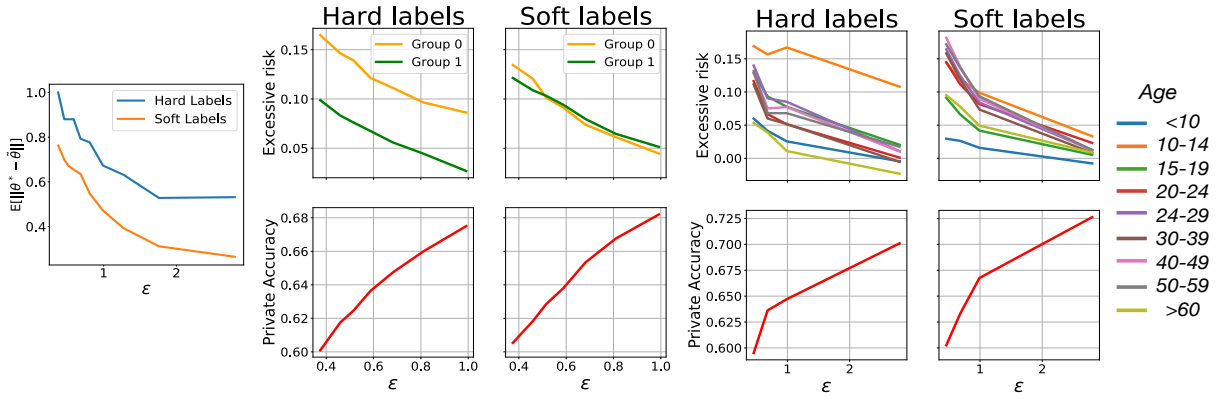 Hard labels
Soft labels
Hard labels
Soft labels
1.0
0.8
0.6
0.4
E[||θ* − θ̃||]
Hard Labels
Soft Labels
1
2
ε
Excessive risk
0.15
0.10
0.05
Group 0
Group 1
Group 0
Group 1
Private Accuracy
0.68
0.66
0.64
0.62
0.60
0.4
0.6
0.8
1.0
ε
0.4
0.6
0.8
1.0
ε
Excessive risk
0.15
0.10
0.05
0.00
Private Accuracy
0.725
0.700
0.675
0.650
0.625
0.600
1
2
ε
1
2
ε
Age
<10
10-14
15-19
20-24
24-29
30-39
40-49
50-59
>60